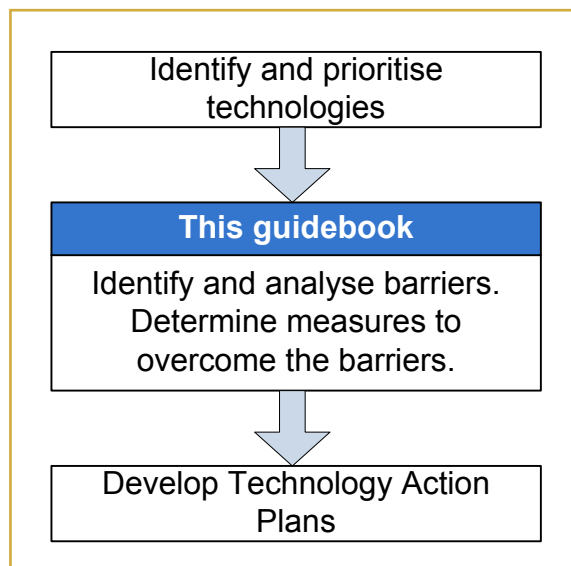 Identify and prioritise
technologies
This guidebook
Identify and analyse barriers.
Determine measures to
overcome the barriers.
Develop Technology Action
Plans